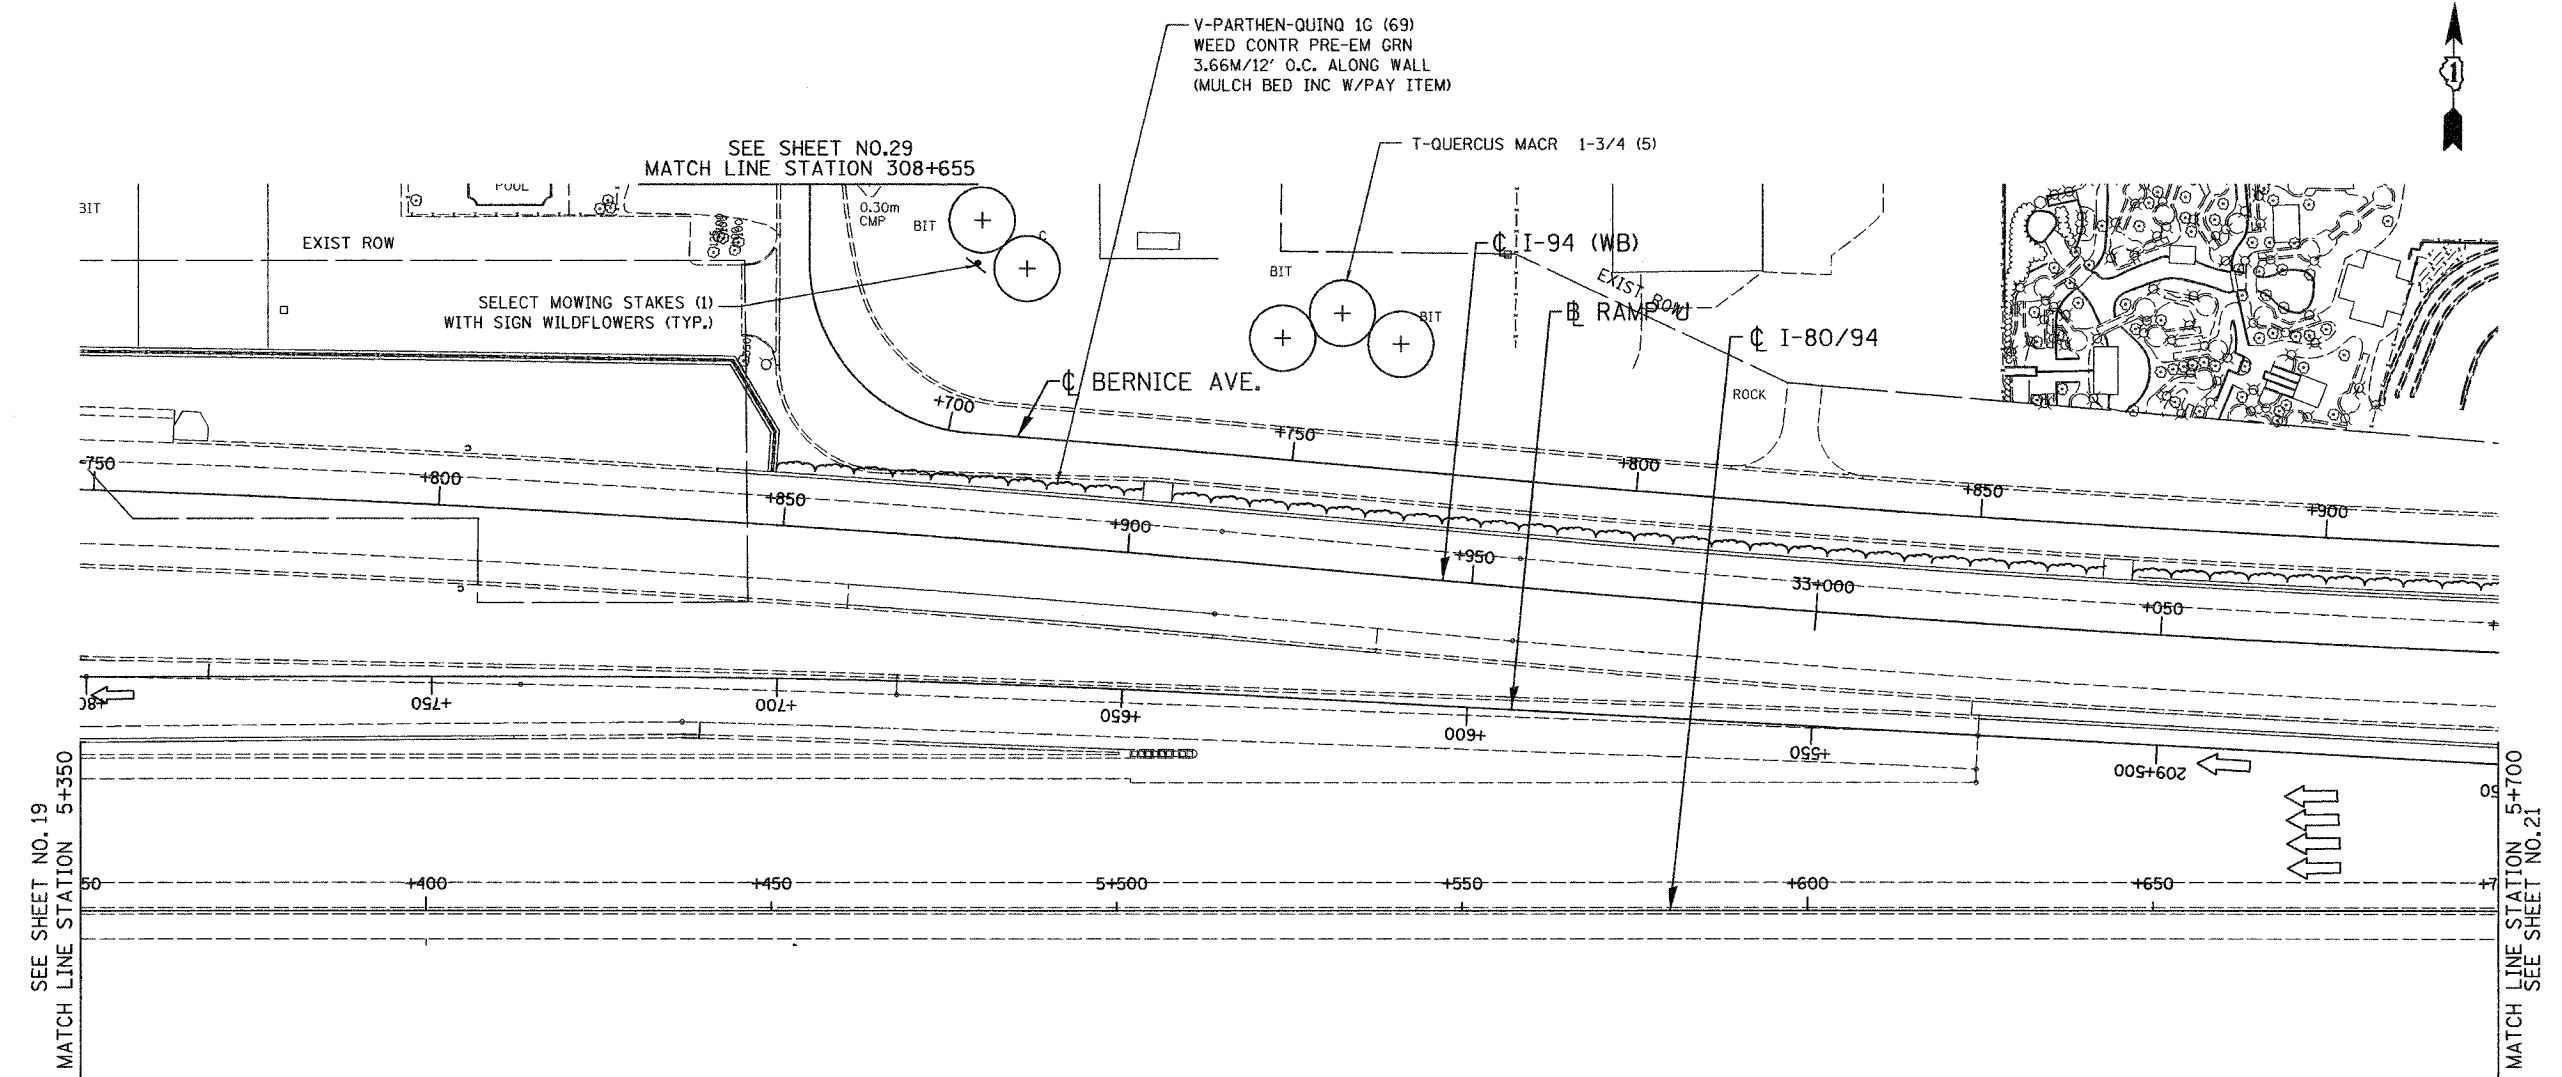 V-PARTHEN-QUINQ 1G (69)
WEED CONTR PRE-EM GRN
3.66M/12' O.C. ALONG WALL
(MULCH BED INC W/PAY ITEM)
1
SEE SHEET NO.29
MATCH LINE STATION 308+655
T-QUERCUS MACR 1-3/4 (5)
POOL
BIT
0.30m
CMP
BIT
EXIST ROW
C
℄ I-94 (WB)
BIT
EXIST ROW
SELECT MOWING STAKES (1)
WITH SIGN WILDFLOWERS (TYP.)
BIT
B̲L RAMP U
℄ I-80/94
℄ BERNICE AVE.
ROCK
+700
+750
+800
+850
+900
-750
+800
+850
+900
+950
33+000
+050
+
+750
+700
+650
+600
+550
209+500
50
+400
+450
5+500
+550
+600
+650
+7
SEE SHEET NO. 19
MATCH LINE STATION 5+350
MATCH LINE STATION 5+700
SEE SHEET NO.21